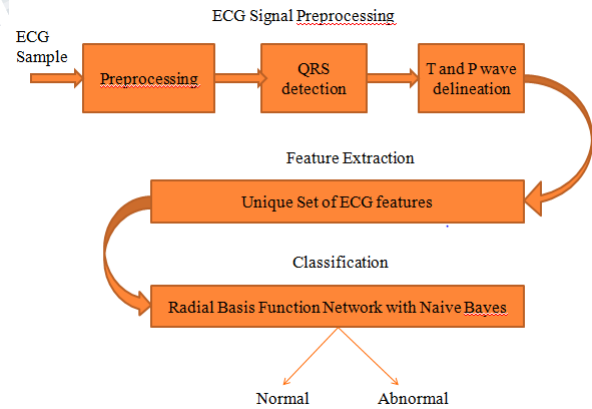 ECG Signal Preprocessing
ECG
Sample
Preprocessing
QRS
detection
T and P wave
delineation
Feature Extraction
Unique Set of ECG features
Classification
Radial Basis Function Network with Naive Bayes
Normal
Abnormal